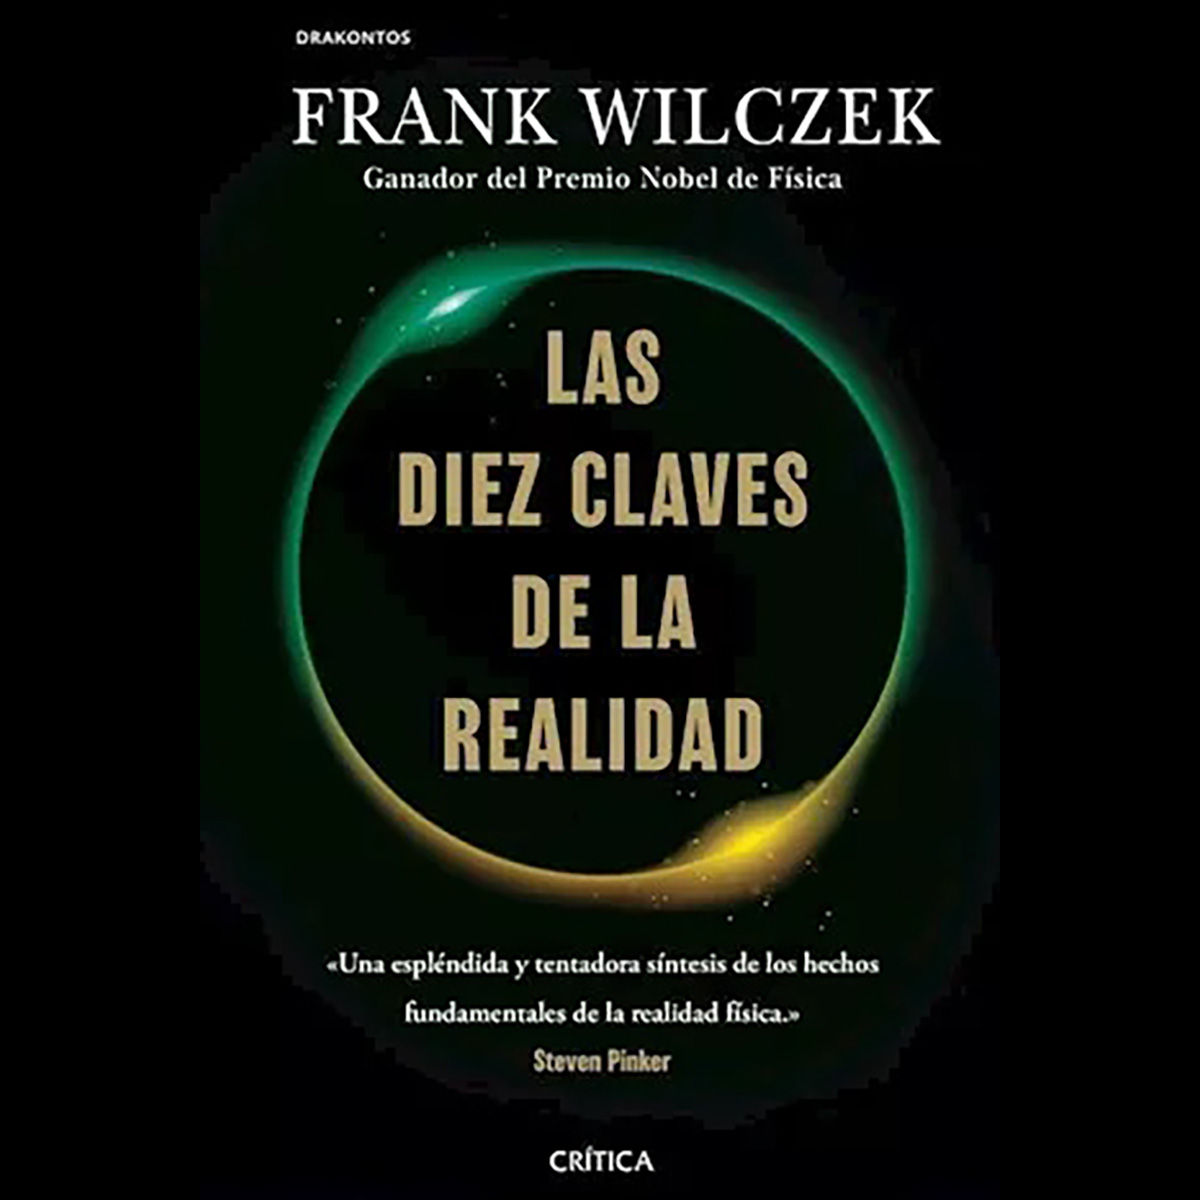 DRAKONTOS
FRANK WILCZEK
Ganador del Premio Nobel de Física
LAS
DIEZ CLAVES
DE LA
REALIDAD
«Una espléndida y tentadora síntesis de los hechos
fundamentales de la realidad física.»
Steven Pinker
CRÍTICA